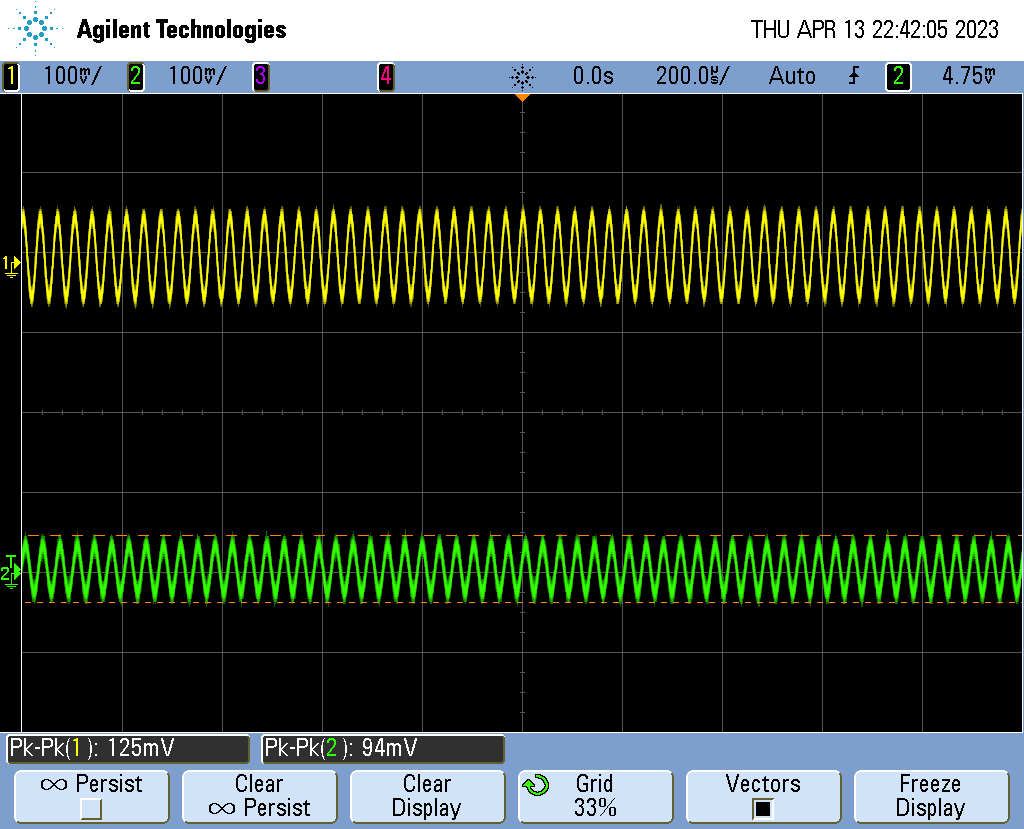 Agilent Technologies
THU APR 13 22:42:05 2023
1 100mV/ 2 100mV/ 3 4 0.0s 200.0µs/ Auto 2 4.75mV
1
T
2
Pk-Pk(1): 125mV Pk-Pk(2): 94mV
∞ Persist
Clear
∞ Persist
Clear
Display
Grid
33%
Vectors
Freeze
Display